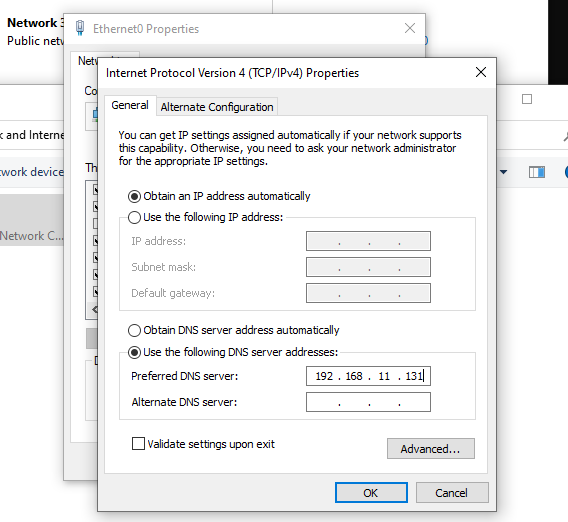 Network 3
Public netw
Ethernet0 Properties
Internet Protocol Version 4 (TCP/IPv4) Properties
General
Alternate Configuration
k and Internet
You can get IP settings assigned automatically if your network supports
this capability. Otherwise, you need to ask your network administrator
for the appropriate IP settings.
twork device
Obtain an IP address automatically
Use the following IP address:
Network C...
IP address:
Subnet mask:
Default gateway:
Obtain DNS server address automatically
Use the following DNS server addresses:
Preferred DNS server:
192 . 168 . 11 . 131
Alternate DNS server:
Validate settings upon exit
Advanced...
OK
Cancel